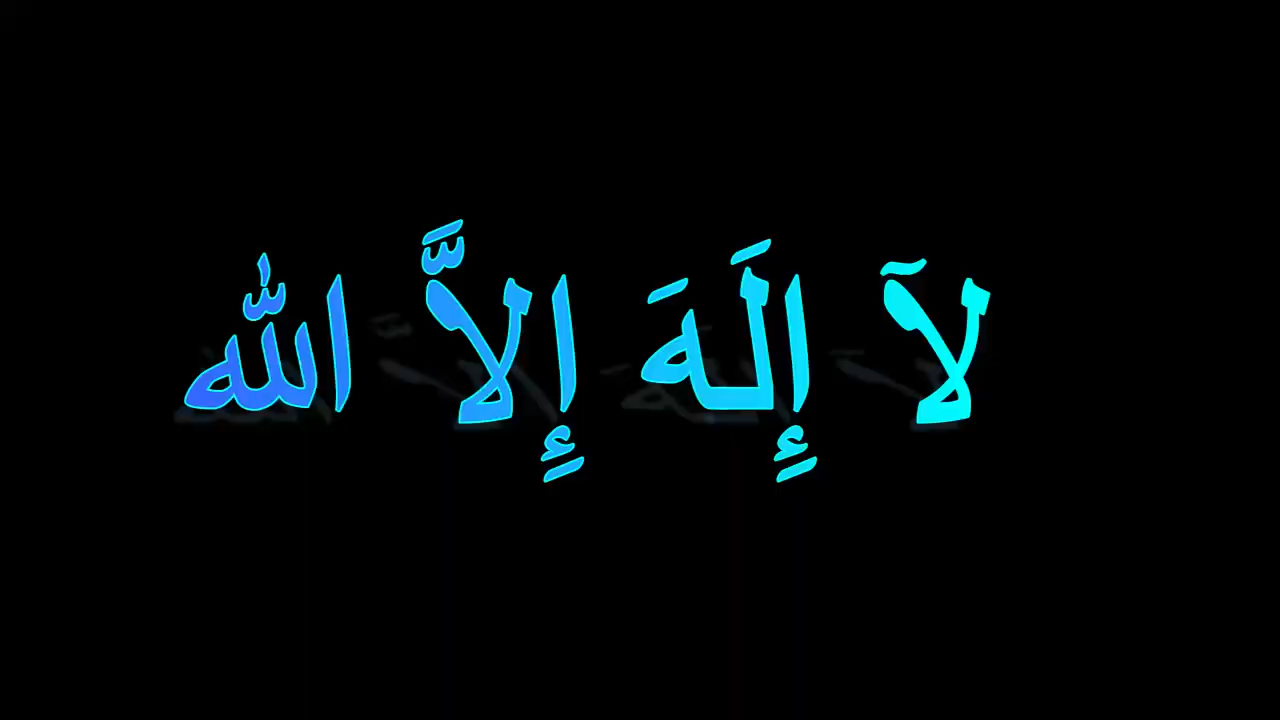 لآ إِلَهَ إِلاَّ الله